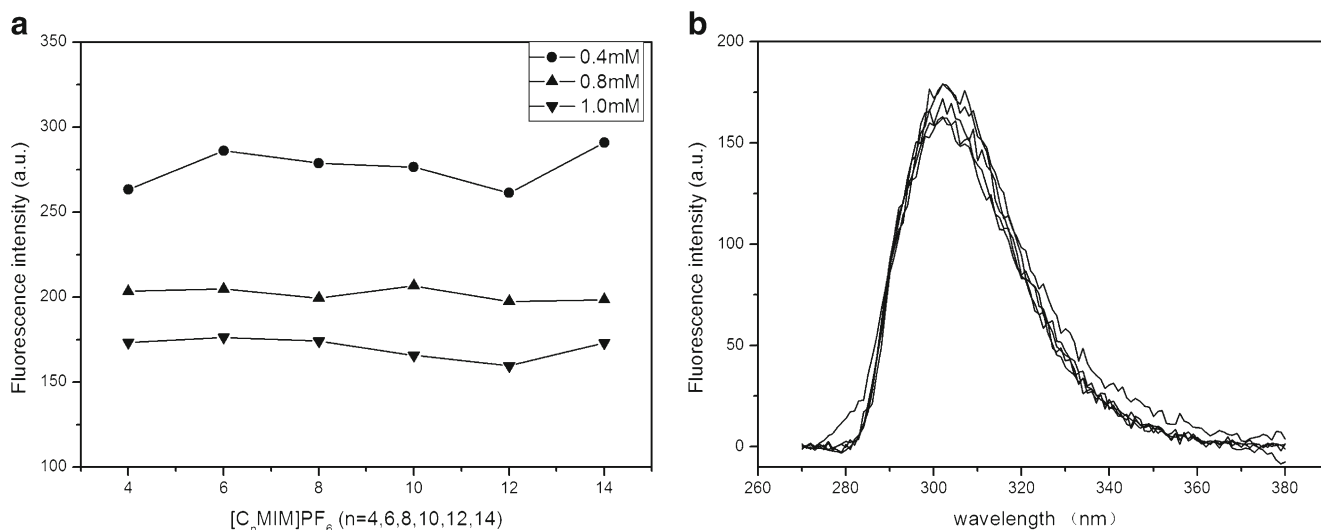 a
350
300
250
200
150
100
Fluorescence intensity (a.u.)
0.4mM
0.8mM
1.0mM
4 6 8 10 12 14
[CnMIM]PF6 (n=4,6,8,10,12,14)
b
200
150
100
50
0
Fluorescence intensity (a.u.)
260 280 300 320 340 360 380
wavelength （nm）